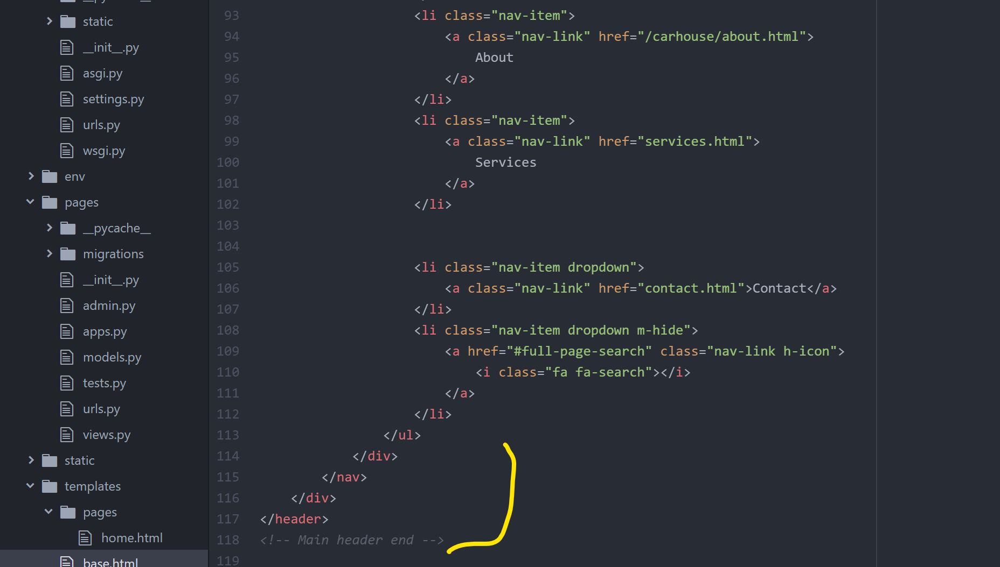 static
__init__.py
asgi.py
settings.py
urls.py
wsgi.py
env
pages
__pycache__
migrations
__init__.py
admin.py
apps.py
models.py
tests.py
urls.py
views.py
static
templates
pages
home.html
base.html
93 <li class="nav-item">
94 <a class="nav-link" href="/carhouse/about.html">
95 About
96 </a>
97 </li>
98 <li class="nav-item">
99 <a class="nav-link" href="services.html">
100 Services
101 </a>
102 </li>
103
104
105 <li class="nav-item dropdown">
106 <a class="nav-link" href="contact.html">Contact</a>
107 </li>
108 <li class="nav-item dropdown m-hide">
109 <a href="#full-page-search" class="nav-link h-icon">
110 <i class="fa fa-search"></i>
111 </a>
112 </li>
113 </ul>
114 </div>
115 </nav>
116 </div>
117 </header>
118 <!-- Main header end -->
119